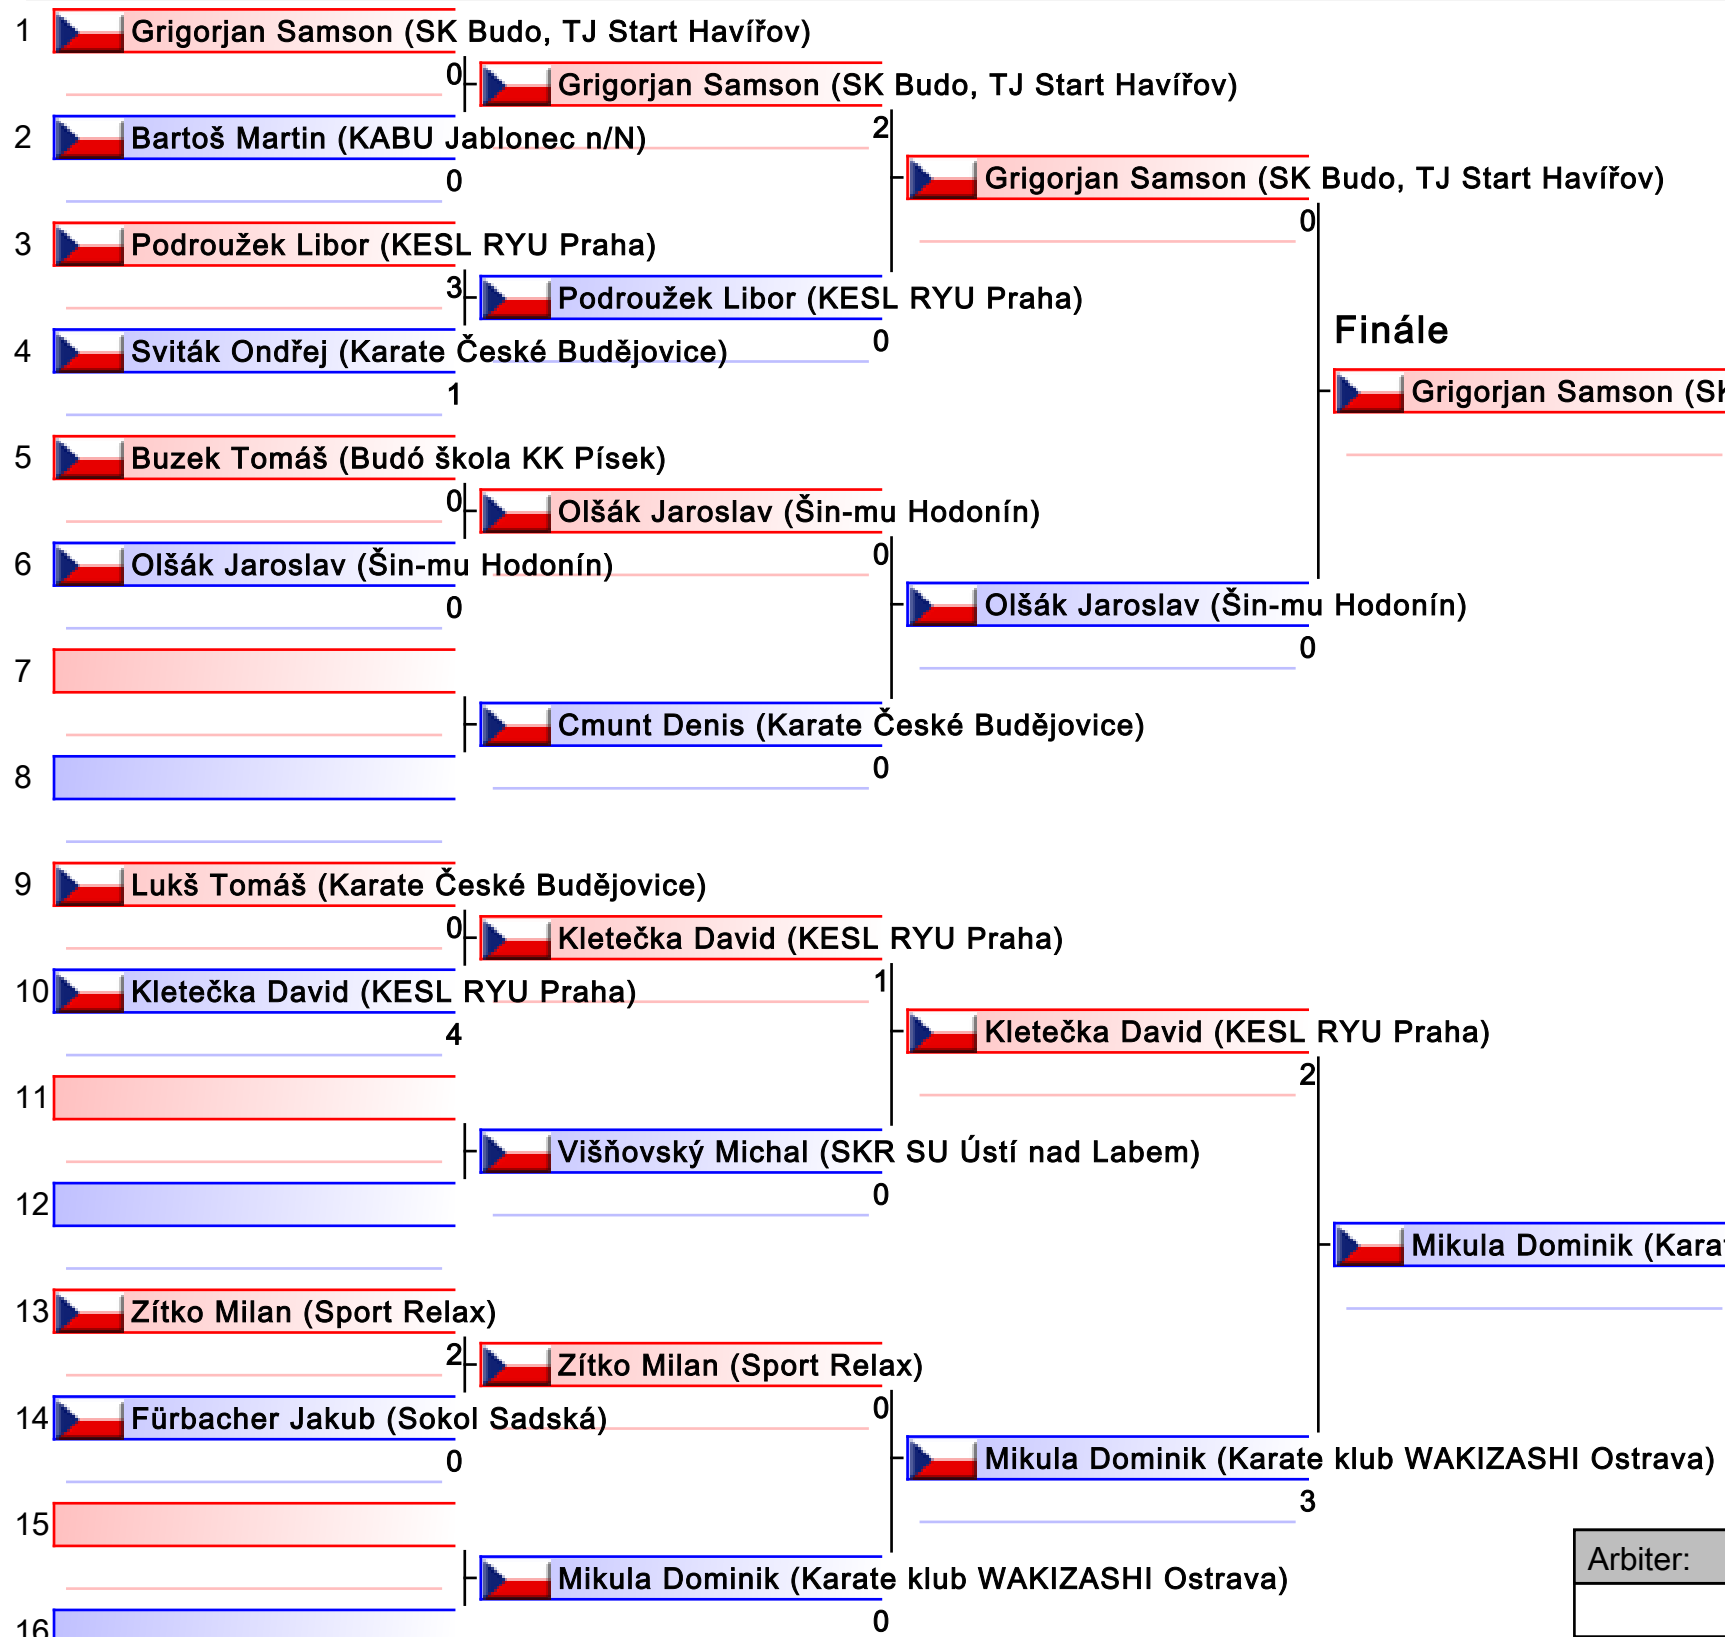 1 Grigorjan Samson (SK Budo, TJ Start Havířov)
0 Grigorjan Samson (SK Budo, TJ Start Havířov)
2 Bartoš Martin (KABU Jablonec n/N)
2
0
Grigorjan Samson (SK Budo, TJ Start Havířov)
0
3 Podroužek Libor (KESL RYU Praha)
3 Podroužek Libor (KESL RYU Praha)
0
Finále
4 Sviták Ondřej (Karate České Budějovice)
1
Grigorjan Samson (SK
5 Buzek Tomáš (Budó škola KK Písek)
0 Olšák Jaroslav (Šin-mu Hodonín)
0
6 Olšák Jaroslav (Šin-mu Hodonín)
0
Olšák Jaroslav (Šin-mu Hodonín)
0
7
Cmunt Denis (Karate České Budějovice)
0
8
9 Lukš Tomáš (Karate České Budějovice)
0 Kletečka David (KESL RYU Praha)
1
10 Kletečka David (KESL RYU Praha)
4
Kletečka David (KESL RYU Praha)
2
11
Višňovský Michal (SKR SU Ústí nad Labem)
0
12
Mikula Dominik (Karat
13 Zítko Milan (Sport Relax)
2 Zítko Milan (Sport Relax)
0
14 Fürbacher Jakub (Sokol Sadská)
0
Mikula Dominik (Karate klub WAKIZASHI Ostrava)
3
15
Arbiter:
Mikula Dominik (Karate klub WAKIZASHI Ostrava)
0
16